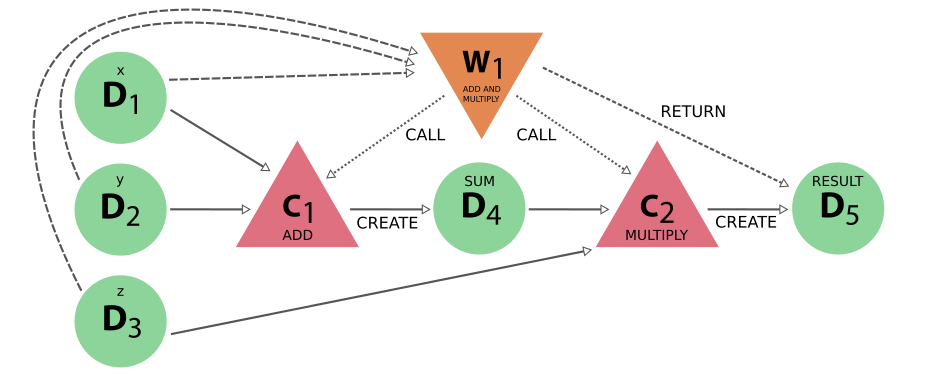 x
D1
y
D2
z
D3
W1
ADD AND
MULTIPLY
CALL
CALL
RETURN
C1
ADD
CREATE
SUM
D4
C2
MULTIPLY
CREATE
RESULT
D5